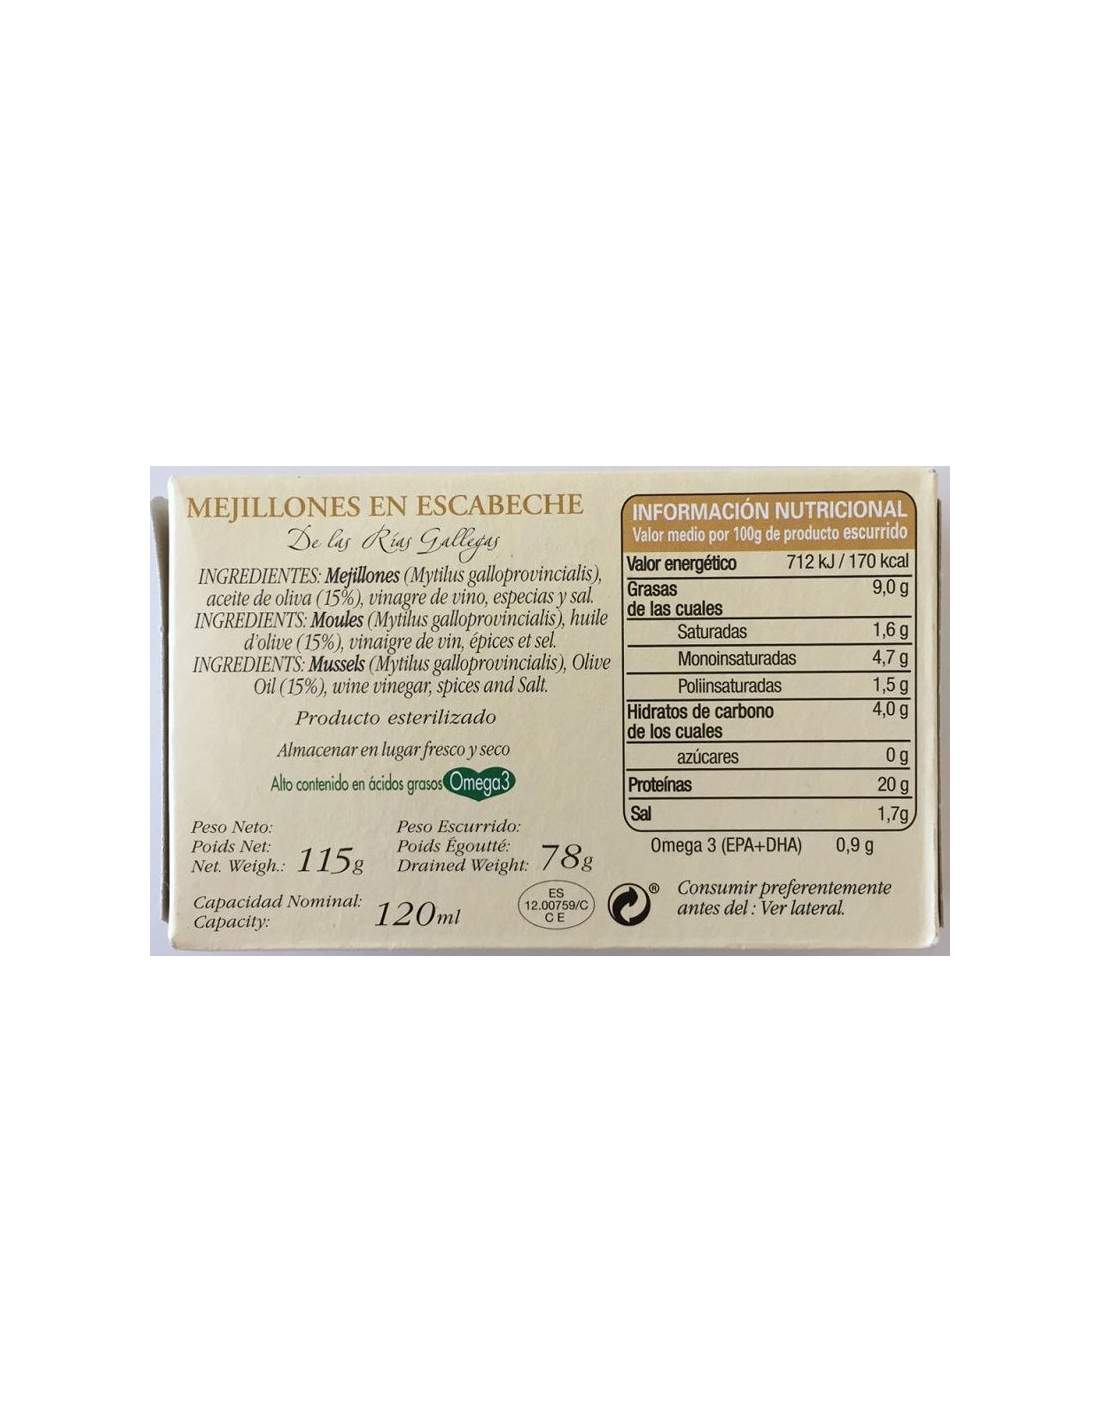 MEJILLONES EN ESCABECHE
De las Rías Gallegas
INGREDIENTES: Mejillones (Mytilus galloprovincialis),
aceite de oliva (15%), vinagre de vino, especias y sal.
INGREDIENTS: Moules (Mytilus galloprovincialis), huile
d'olive (15%), vinaigre de vin, épices et sel.
INGREDIENTS: Mussels (Mytilus galloprovincialis), Olive
Oil (15%), wine vinegar, spices and Salt.
Producto esterilizado
Almacenar en lugar fresco y seco
Alto contenido en ácidos grasos Omega3
Peso Neto:
Poids Net:
Net. Weigh.: 115g
Peso Escurrido:
Poids Égoutté:
Drained Weight: 78g
Capacidad Nominal:
Capacity: 120ml
ES
12.00759/C
C E
INFORMACIÓN NUTRICIONAL
Valor medio por 100g de producto escurrido
Valor energético 712 kJ / 170 kcal
Grasas 9,0 g
de las cuales
Saturadas 1,6 g
Monoinsaturadas 4,7 g
Poliinsaturadas 1,5 g
Hidratos de carbono 4,0 g
de los cuales
azúcares 0 g
Proteínas 20 g
Sal 1,7g
Omega 3 (EPA+DHA) 0,9 g
®
Consumir preferentemente
antes del : Ver lateral.